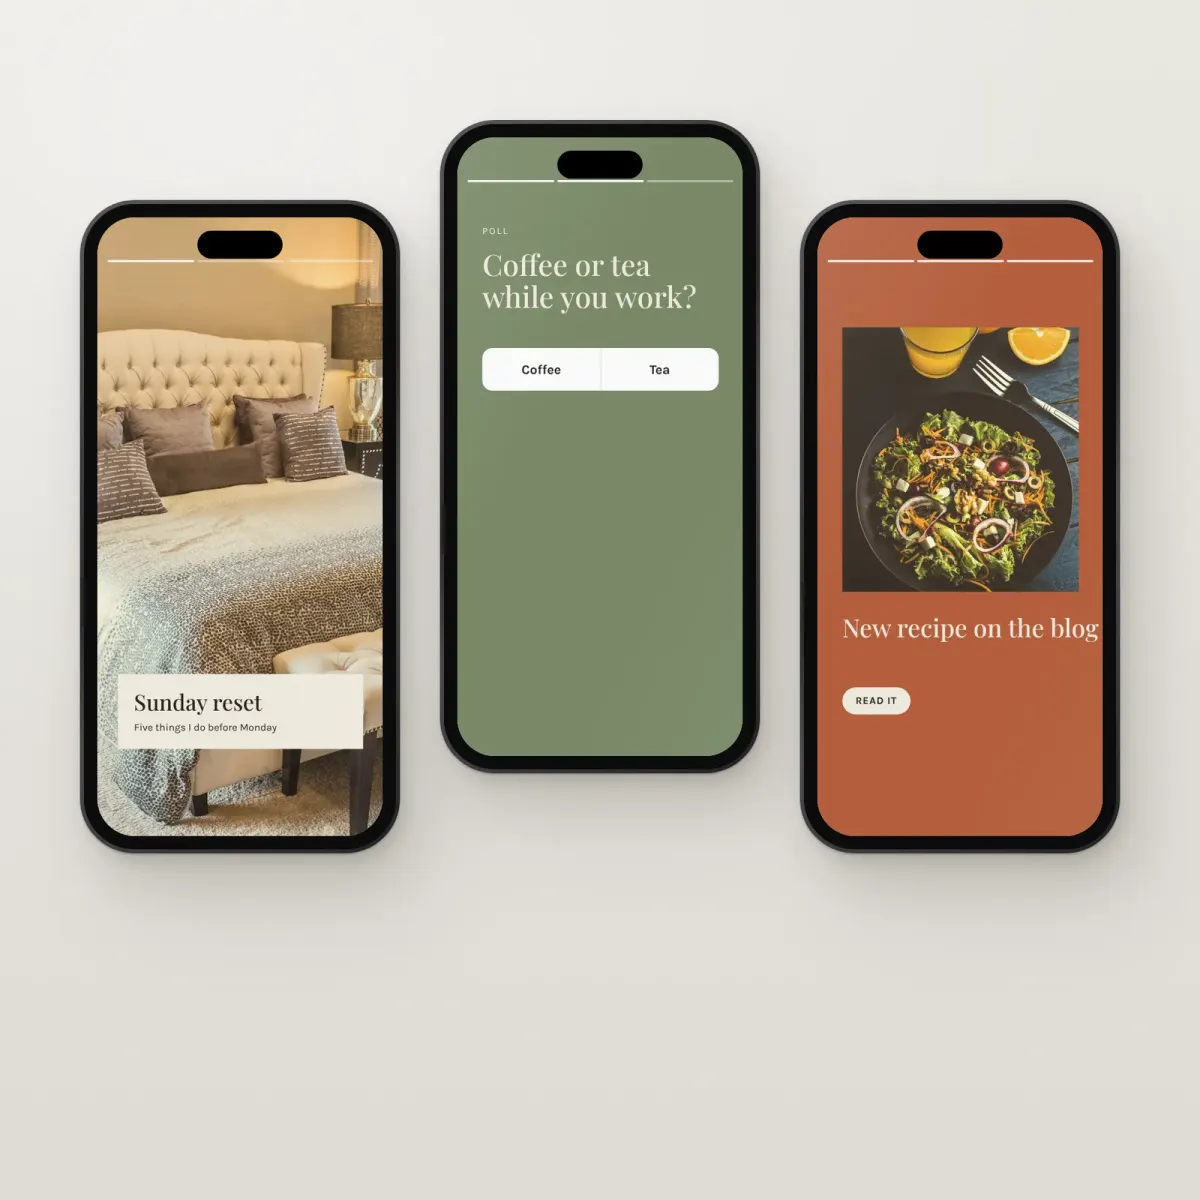 Sunday reset
Five things I do before Monday
POLL
Coffee or tea
while you work?
Coffee
Tea
New recipe on the blog
READ IT